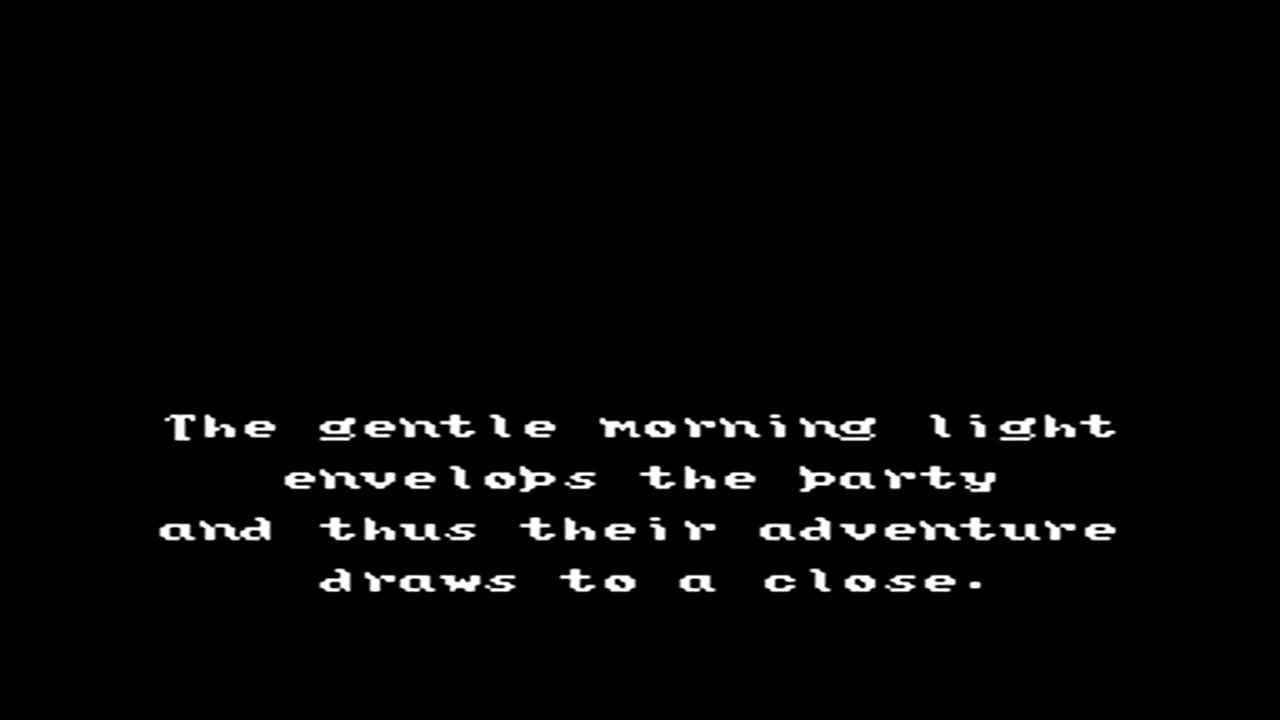 The gentle morning light
envelops the party
and thus their adventure
draws to a close.